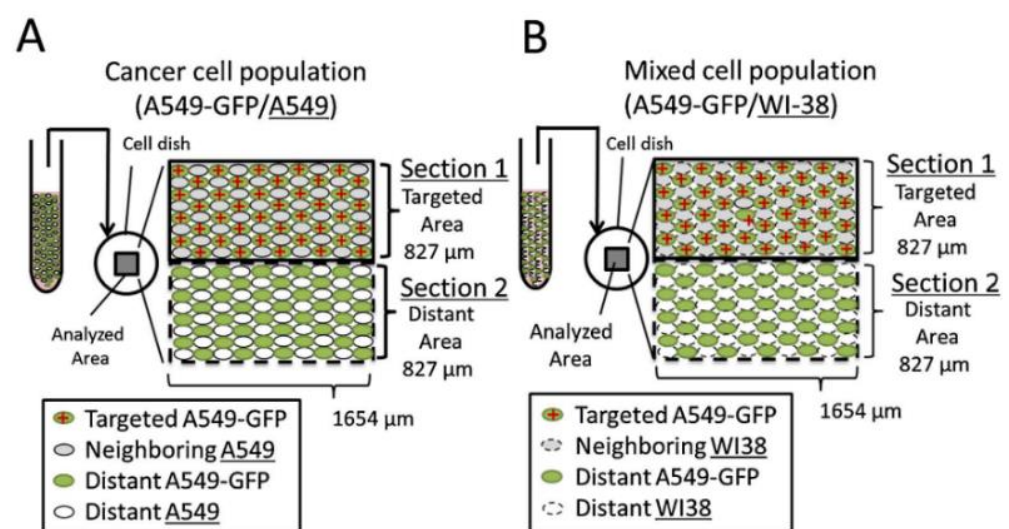 A
Cancer cell population
(A549-GFP/A549)
Cell dish
Section 1
Targeted
Area
827 µm
Section 2
Distant
Area
827 µm
Analyzed
Area
1654 µm
Targeted A549-GFP
Neighboring A549
Distant A549-GFP
Distant A549
B
Mixed cell population
(A549-GFP/WI-38)
Cell dish
Section 1
Targeted
Area
827 µm
Section 2
Distant
Area
827 µm
Analyzed
Area
1654 µm
Targeted A549-GFP
Neighboring WI38
Distant A549-GFP
Distant WI38